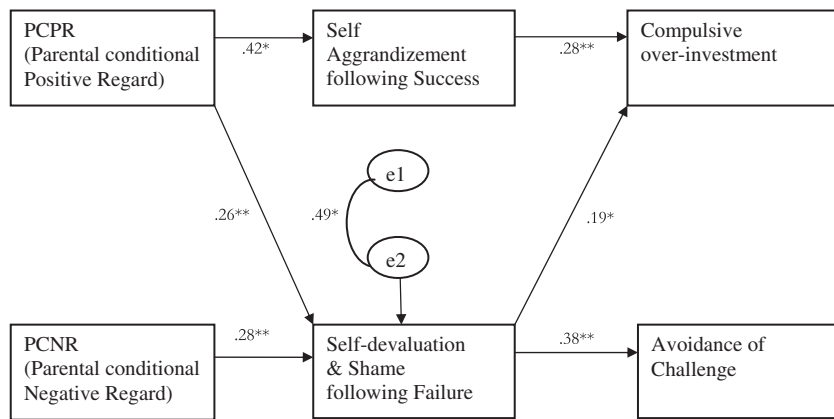 PCPR
(Parental conditional
Positive Regard)
.42*
Self
Aggrandizement
following Success
.28**
Compulsive
over-investment
e1
.26**
.49*
.19*
e2
PCNR
(Parental conditional
Negative Regard)
.28**
Self-devaluation
& Shame
following Failure
.38**
Avoidance of
Challenge